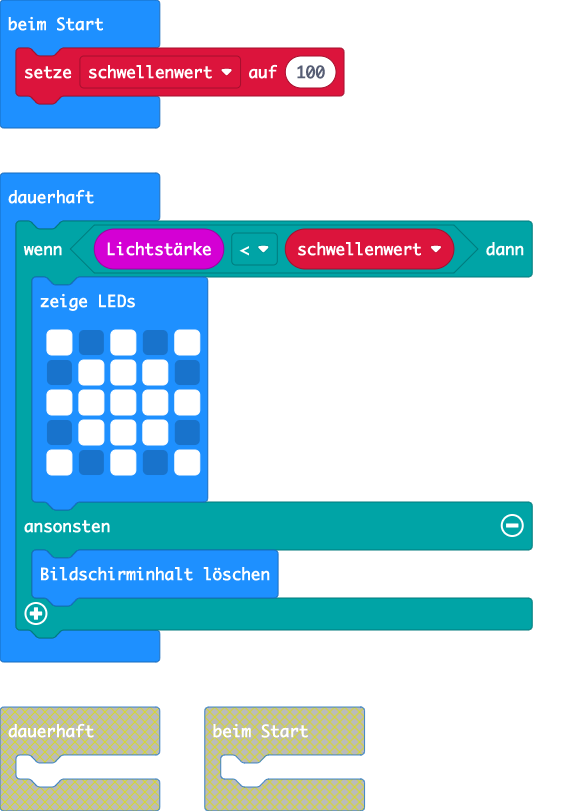 beim Start
setze schwellenwert auf 100
dauerhaft
wenn Lichtstärke < schwellenwert dann
zeige LEDs
ansonsten
Bildschirminhalt löschen
dauerhaft
beim Start